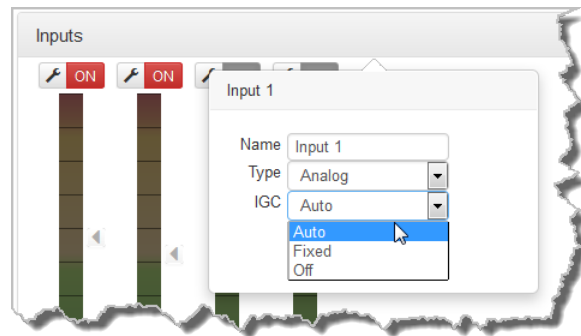 Inputs
ON ON
Input 1
Name Input 1
Type Analog
IGC Auto
Auto
Fixed
Off